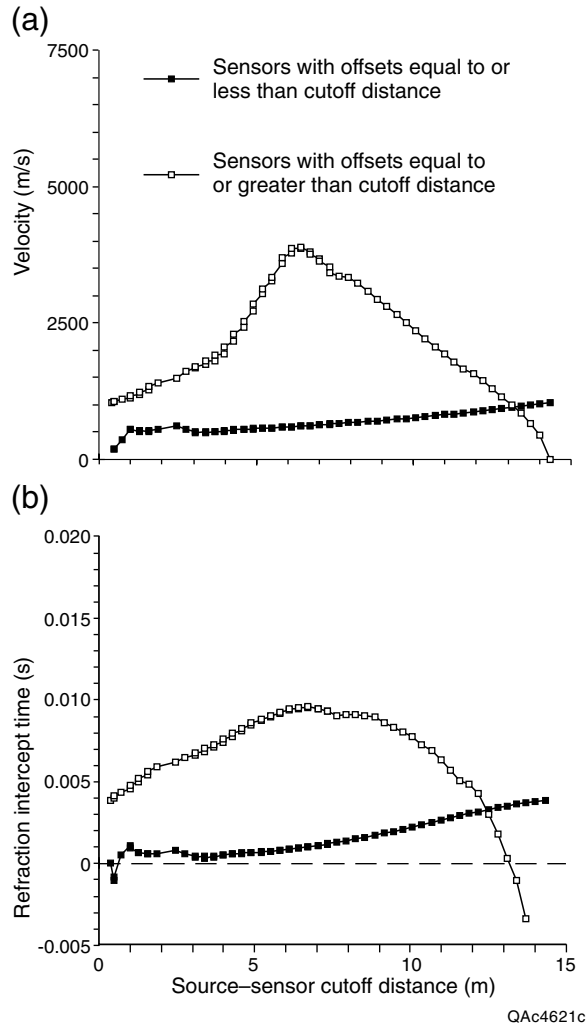 (a)
7500
5000
2500
0
Velocity (m/s)
Sensors with offsets equal to or
less than cutoff distance
Sensors with offsets equal to
or greater than cutoff distance
(b)
0.020
0.015
0.010
0.005
0
-0.005
Refraction intercept time (s)
0 5 10 15
Source–sensor cutoff distance (m)
QAc4621c